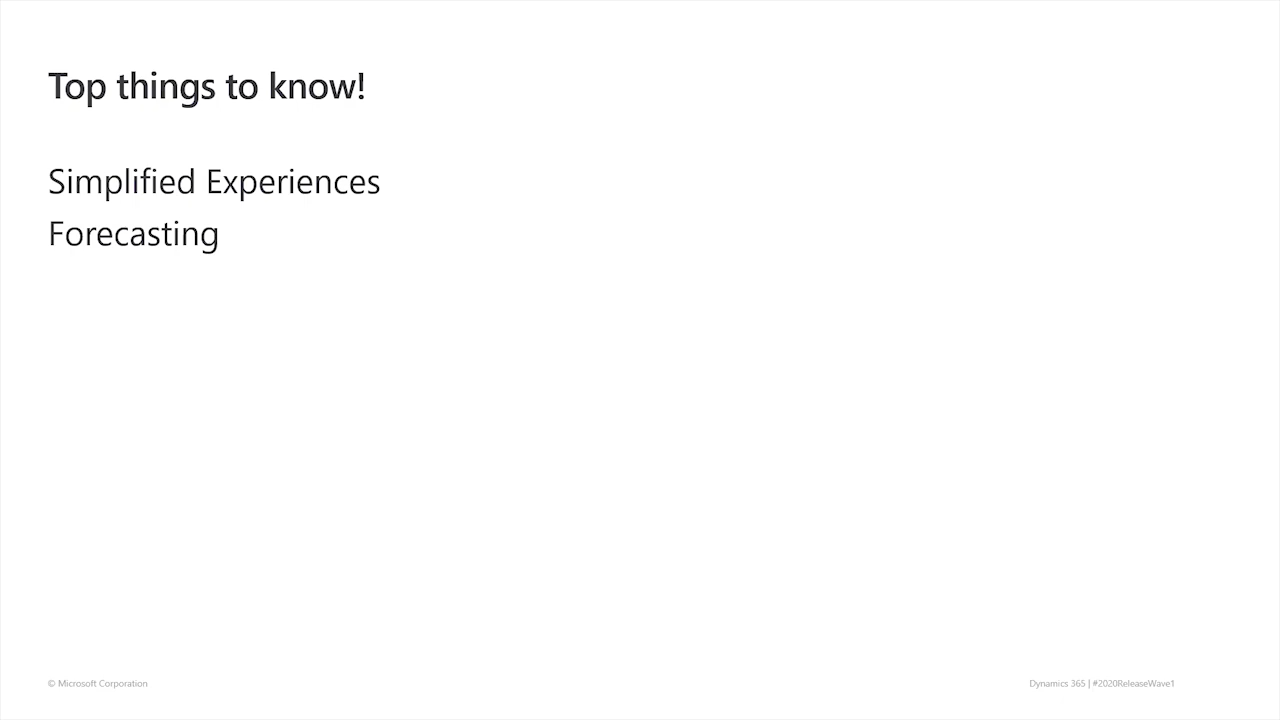 Top things to know!
Simplified Experiences
Forecasting
© Microsoft Corporation
Dynamics 365 | #2020ReleaseWave1